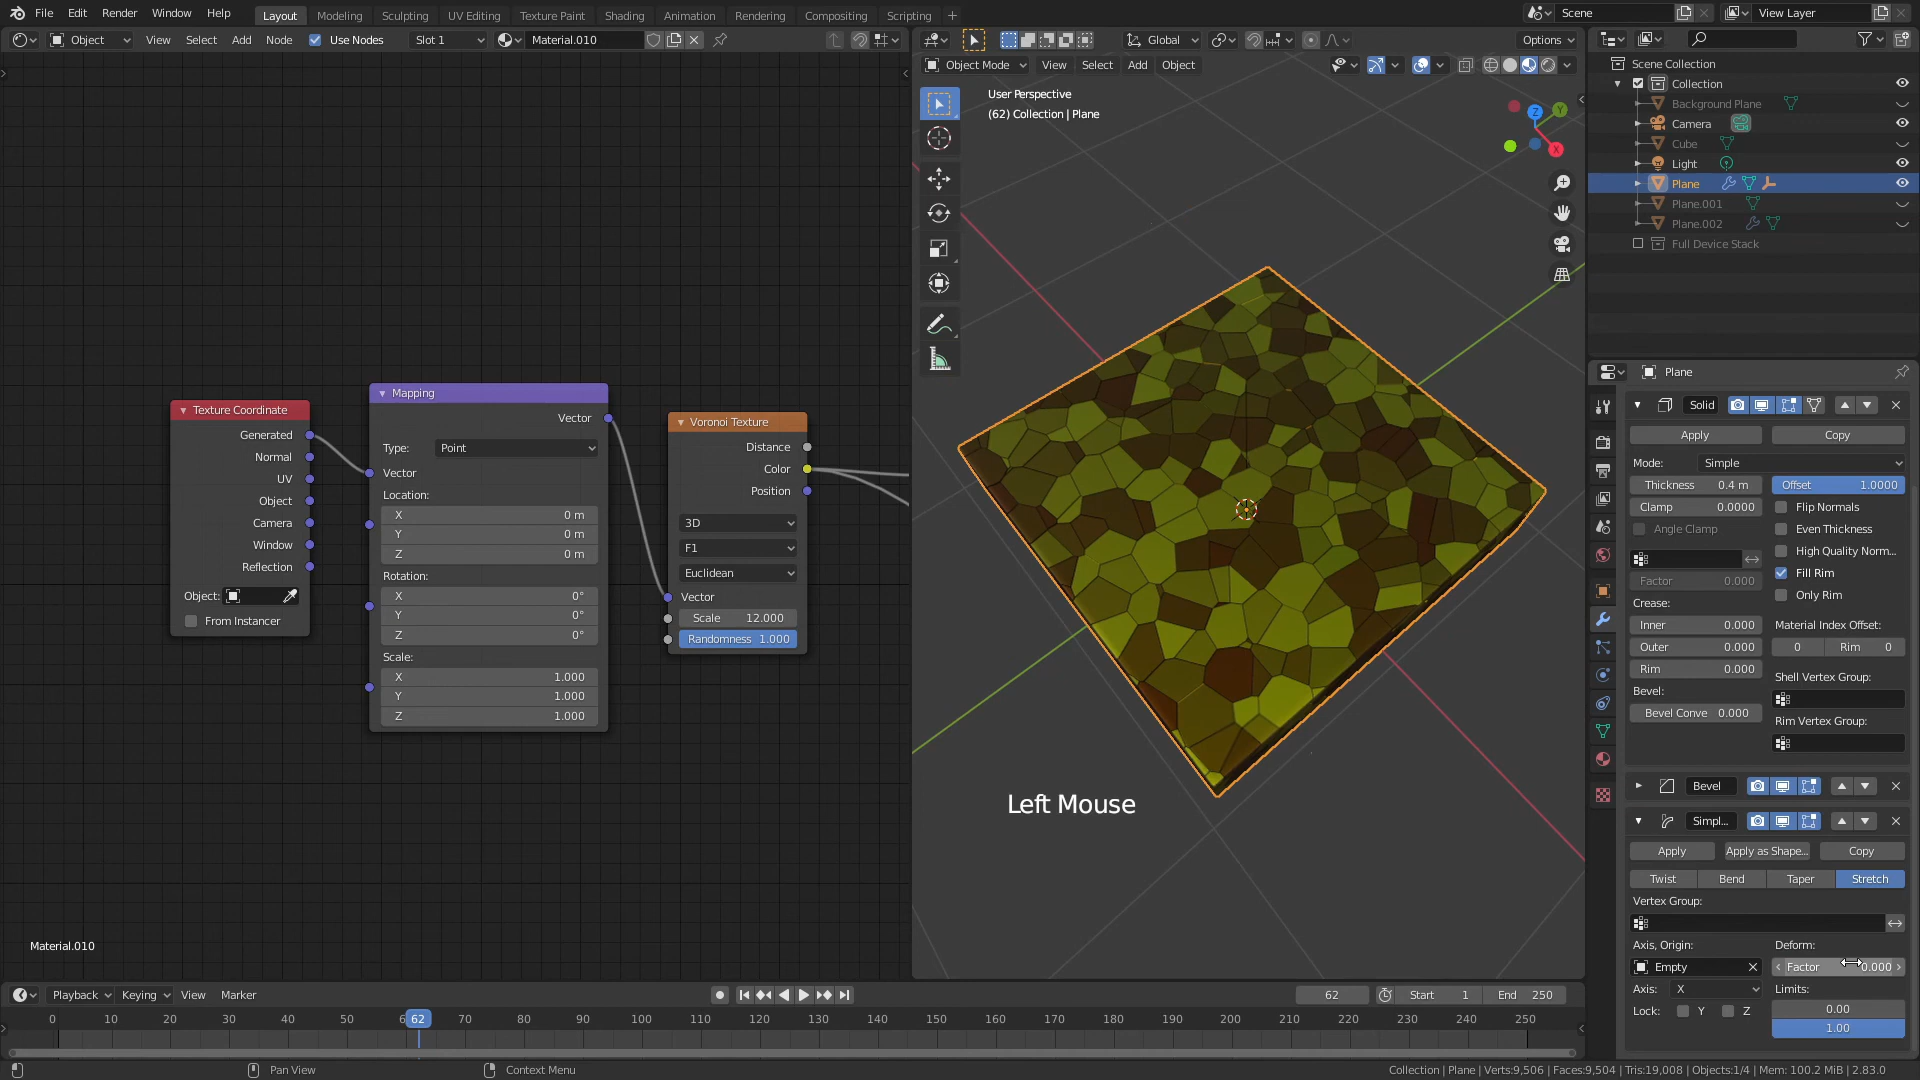 File Edit Render Window Help
Layout Modeling Sculpting UV Editing Texture Paint Shading Animation Rendering Compositing Scripting +
Scene
View Layer
Object View Select Add Node Use Nodes Slot 1 Material.010
Global Options
Object Mode View Select Add Object
User Perspective
(62) Collection | Plane
Z Y X
Scene Collection
Collection
Background Plane
Camera
Cube
Light
Plane
Plane.001
Plane.002
Full Device Stack
Texture Coordinate
Generated
Normal
UV
Object
Camera
Window
Reflection
Object:
From Instancer
Mapping
Vector
Type: Point
Vector
Location:
X 0 m
Y 0 m
Z 0 m
Rotation:
X 0°
Y 0°
Z 0°
Scale:
X 1.000
Y 1.000
Z 1.000
Voronoi Texture
Distance
Color
Position
3D
F1
Euclidean
Vector
Scale 12.000
Randomness 1.000
Left Mouse
Material.010
Plane
Solid
Apply Copy
Mode: Simple
Thickness 0.4 m Offset 1.0000
Clamp 0.0000 Flip Normals
Angle Clamp Even Thickness
High Quality Norm...
Factor 0.000 Fill Rim
Crease: Only Rim
Inner 0.000 Material Index Offset:
Outer 0.000 0 Rim 0
Rim 0.000 Shell Vertex Group:
Bevel:
Bevel Conve 0.000 Rim Vertex Group:
Bevel
Simpl...
Apply Apply as Shape... Copy
Twist Bend Taper Stretch
Vertex Group:
Axis, Origin: Deform:
Empty Factor 0.000
Axis: X Limits:
Lock: Y Z 0.00
1.00
Playback Keying View Marker 62 Start 1 End 250
0 10 20 30 40 50 6 62 70 80 90 100 110 120 130 140 150 160 170 180 190 200 210 220 230 240 250
Pan View Context Menu Collection | Plane | Verts:9,506 | Faces:9,504 | Tris:19,008 | Objects:1/4 | Mem: 100.2 MiB | 2.83.0